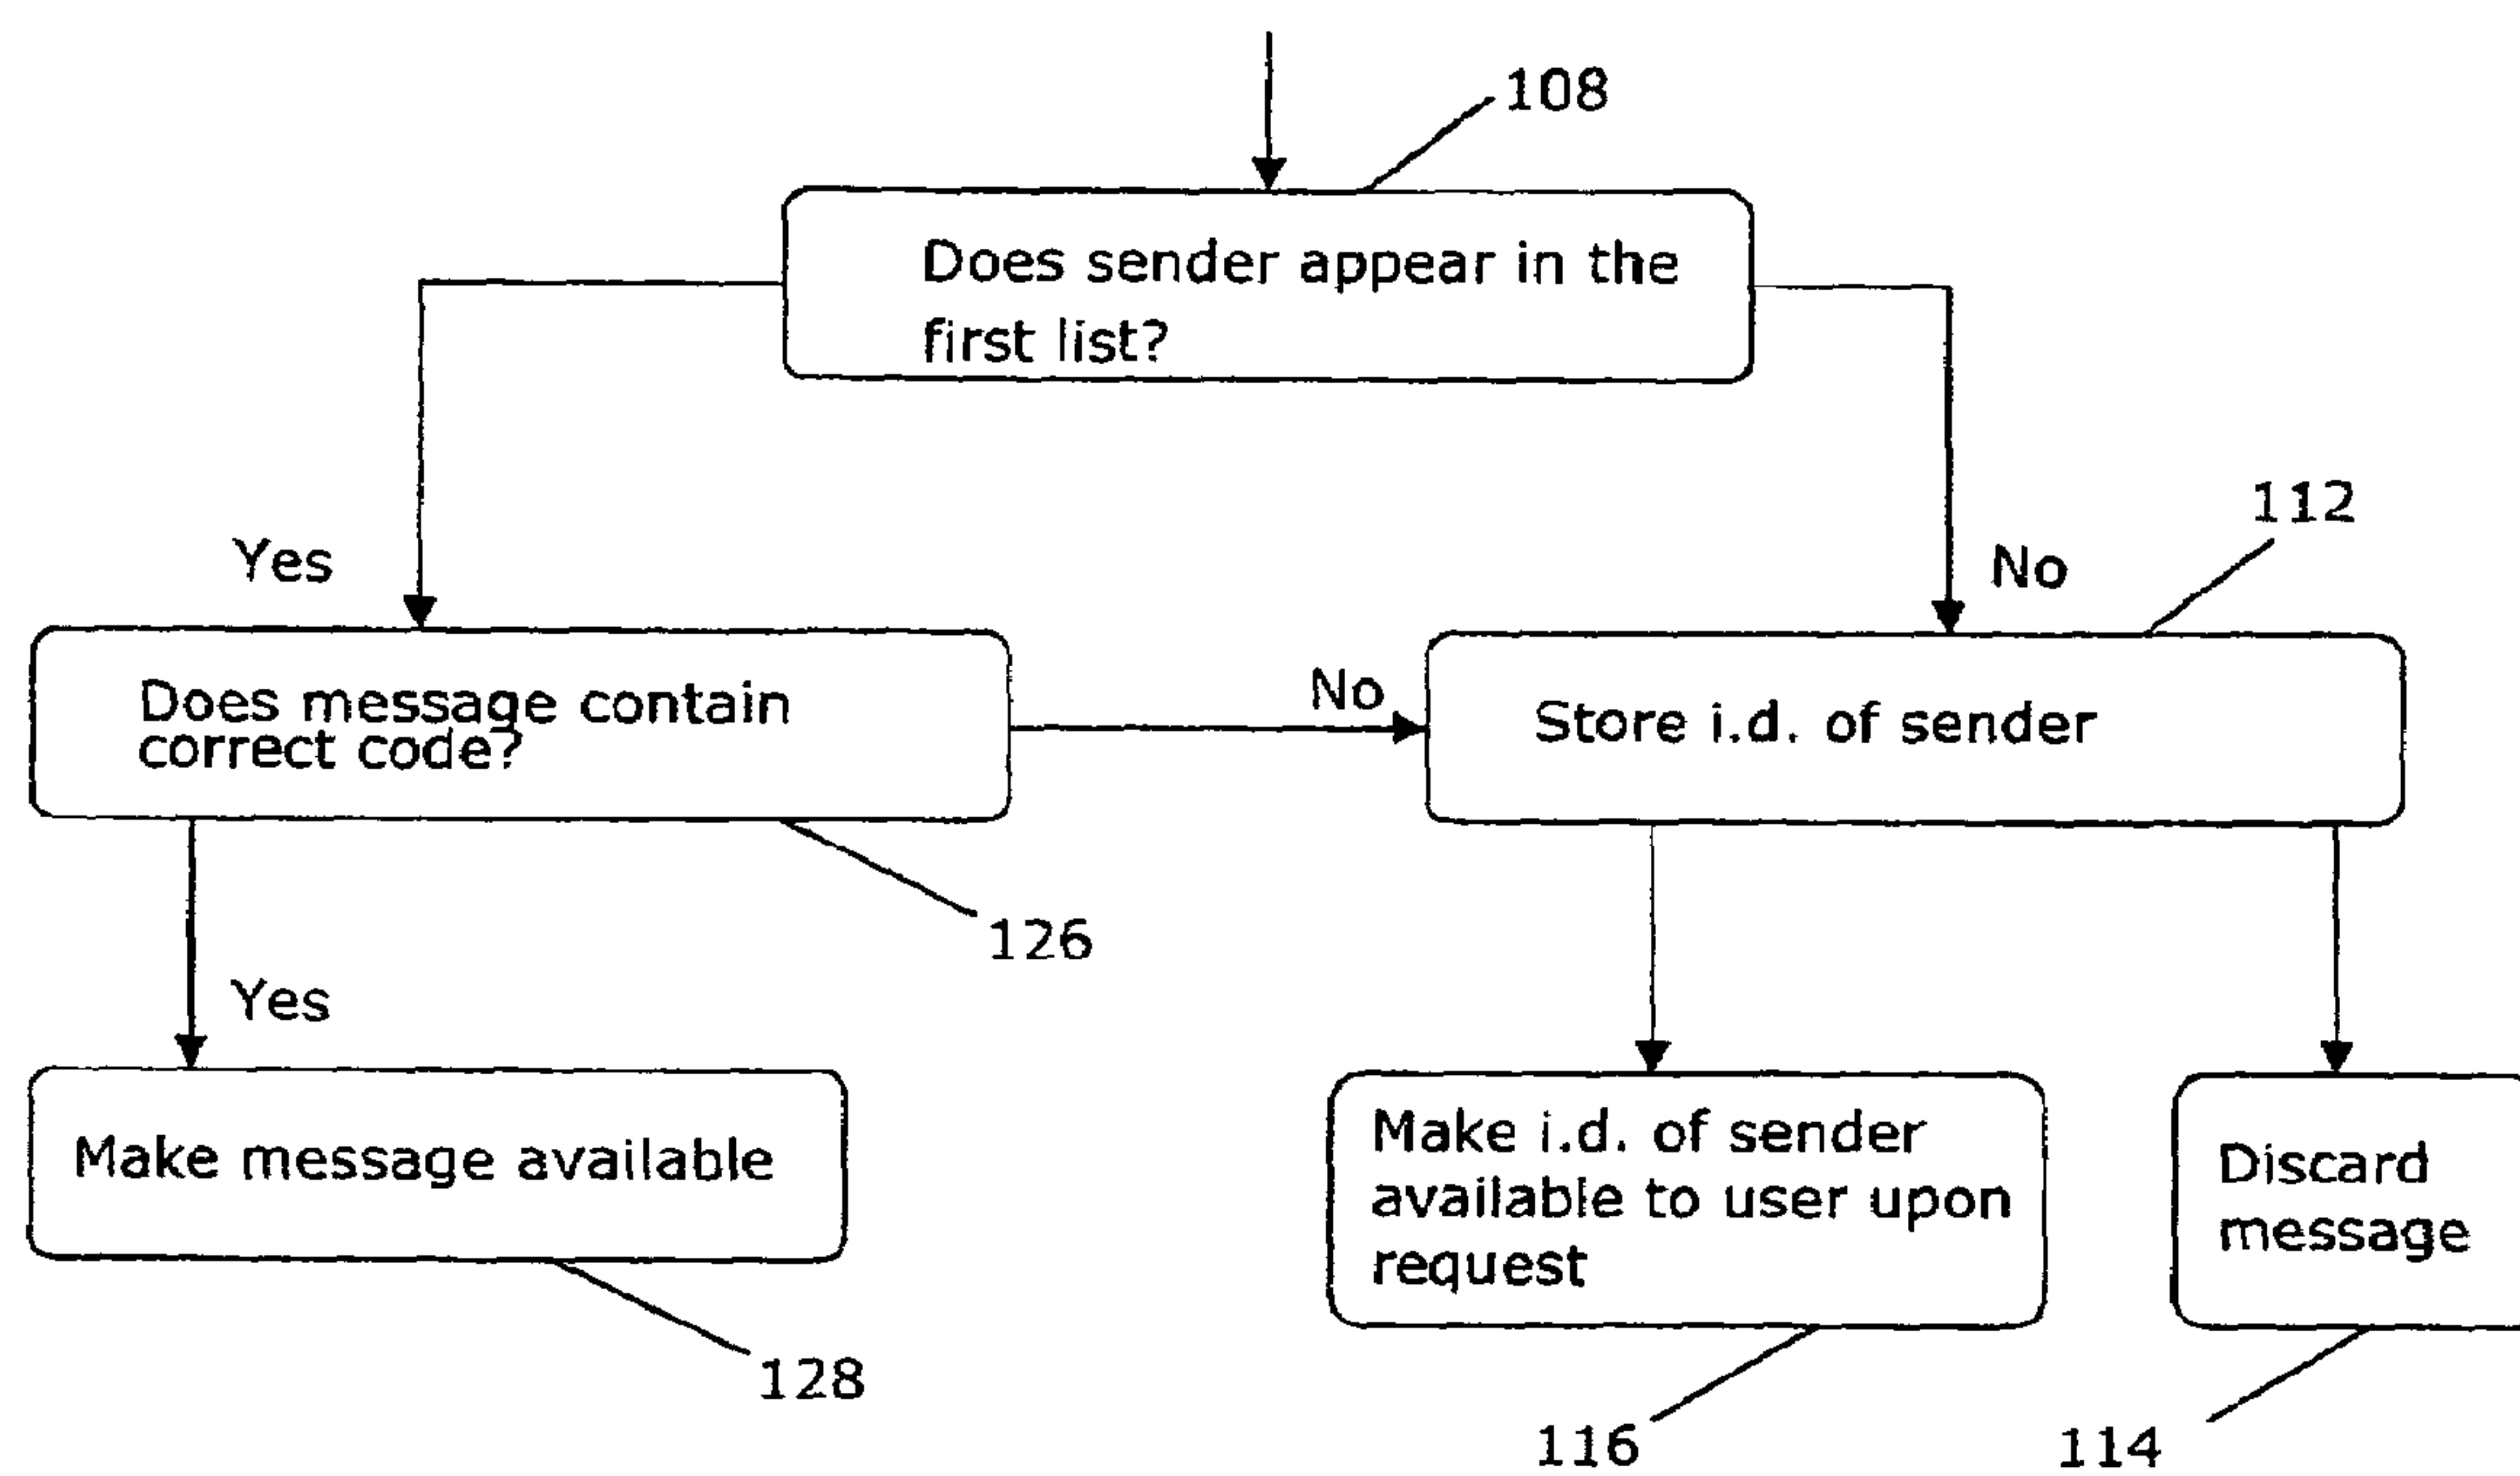 108
Does sender appear in the
first list?
112
Yes
No
Does message contain
correct code?
No
Store i.d. of sender
126
Yes
Make message available
Make i.d. of sender
available to user upon
request
Discard
message
128
116
114